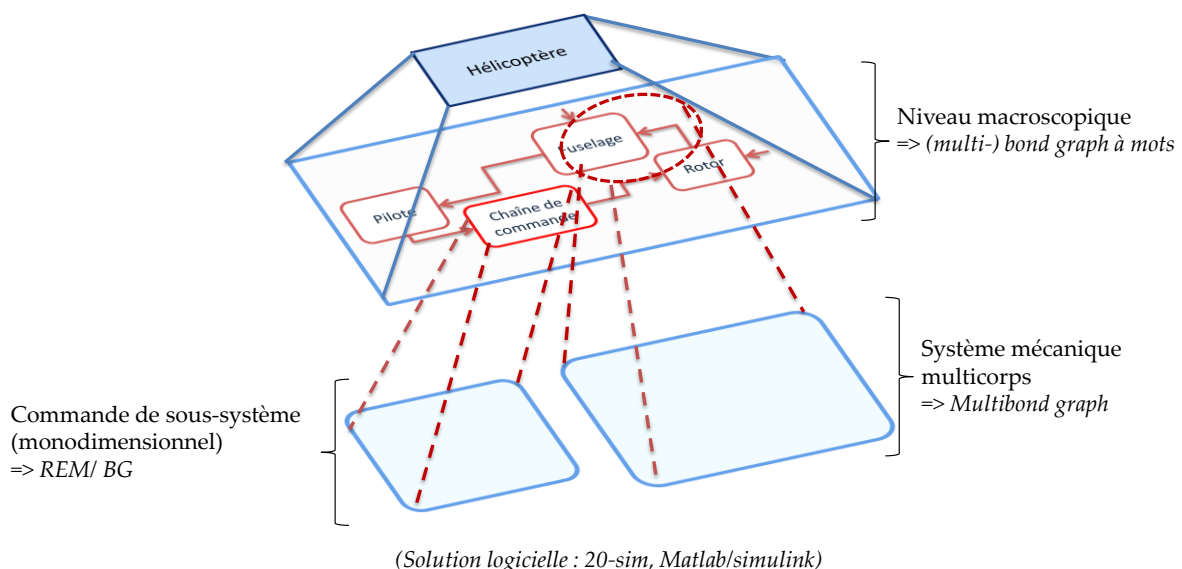 Hélicoptère
Niveau macroscopique
=> (multi-) bond graph à mots
Fuselage
Rotor
Pilote
Chaîne de
commande
Système mécanique
multicorps
=> Multibond graph
Commande de sous-système
(monodimensionnel)
=> REM/ BG
(Solution logicielle : 20-sim, Matlab/simulink)